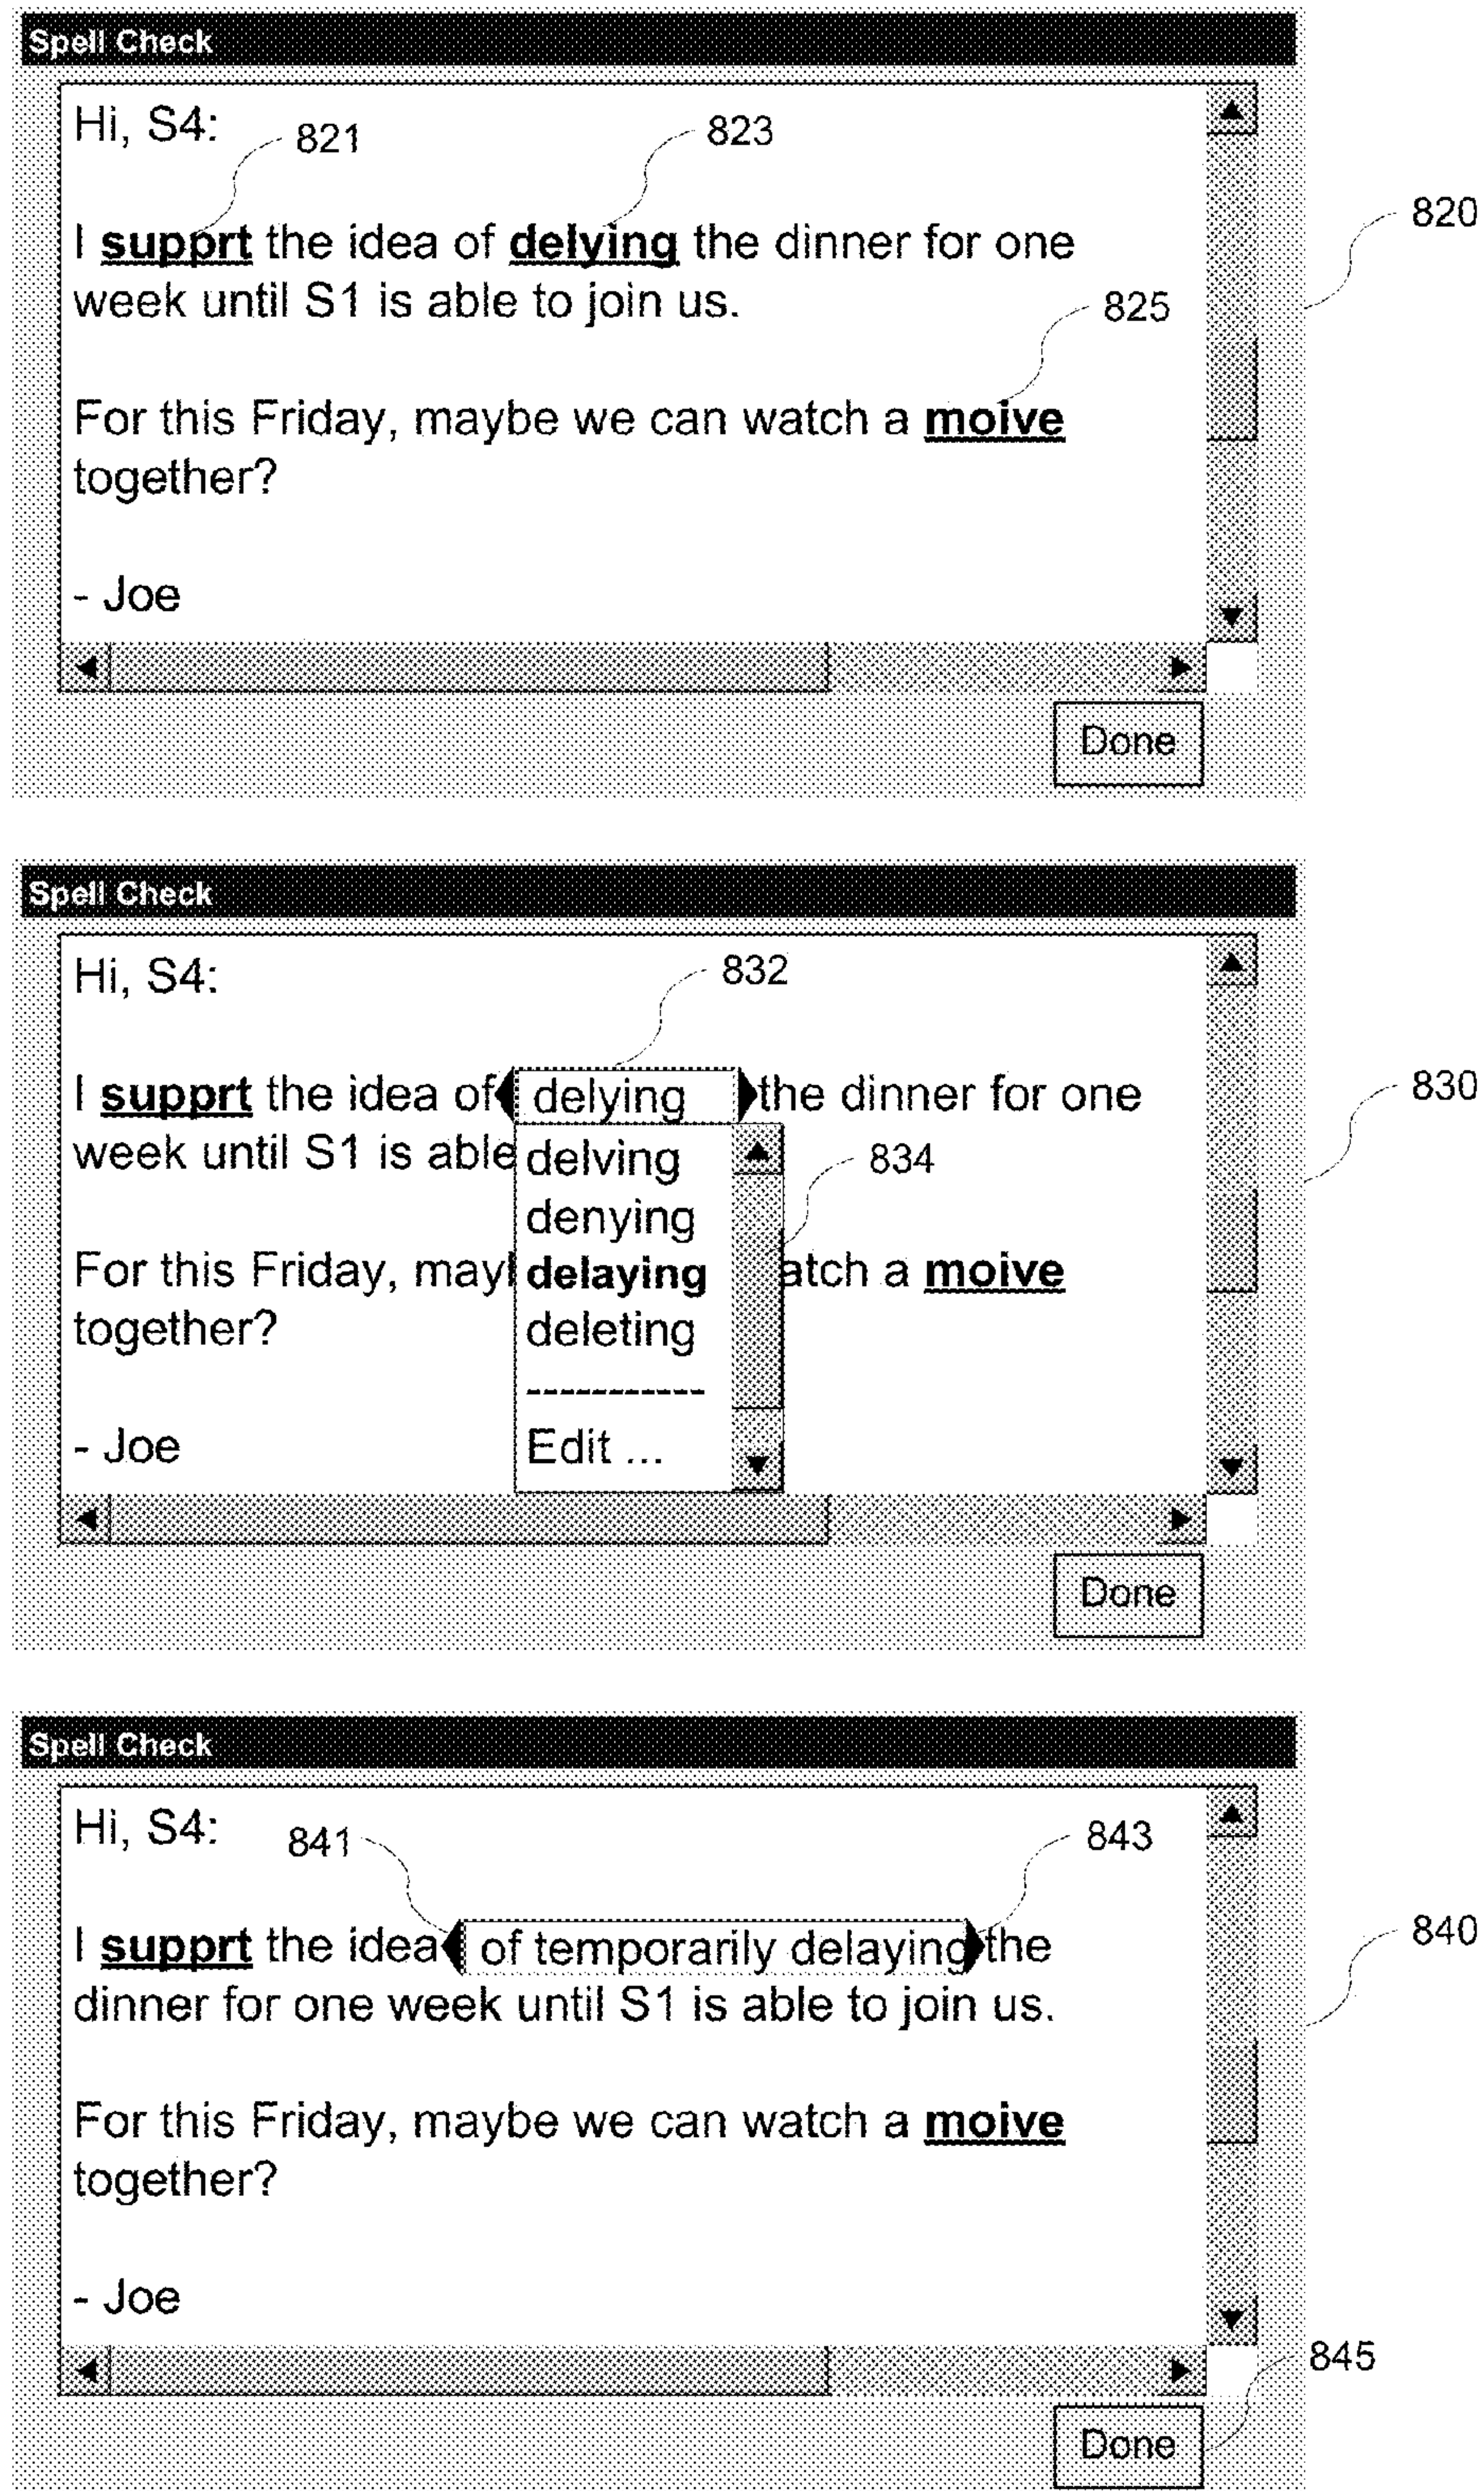 Spell Check
Hi, S4:
821
823
820
I supprt the idea of delying the dinner for one
week until S1 is able to join us.
825
For this Friday, maybe we can watch a moive
together?
- Joe
Done
Spell Check
Hi, S4:
832
830
I supprt the idea of delying the dinner for one
week until S1 is able
delving
834
denying
For this Friday, mayb
delaying
atch a moive
together?
deleting
-----------
- Joe
Edit ...
Done
Spell Check
Hi, S4:
841
843
840
I supprt the idea of temporarily delaying the
dinner for one week until S1 is able to join us.
For this Friday, maybe we can watch a moive
together?
- Joe
845
Done